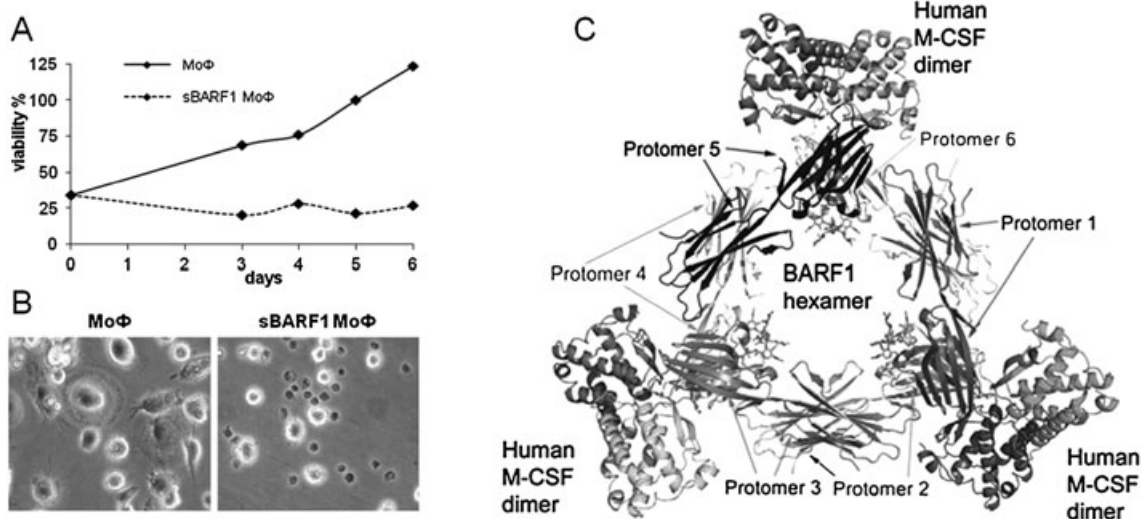 A
MoΦ
sBARF1 MoΦ
viability %
125
100
75
50
25
0
0 1 2 3 4 5 6
days
B
MoΦ
sBARF1 MoΦ
C
Human
M-CSF
dimer
Protomer 5
Protomer 6
Protomer 1
Protomer 4
BARF1
hexamer
Human
M-CSF
dimer
Protomer 3
Protomer 2
Human
M-CSF
dimer